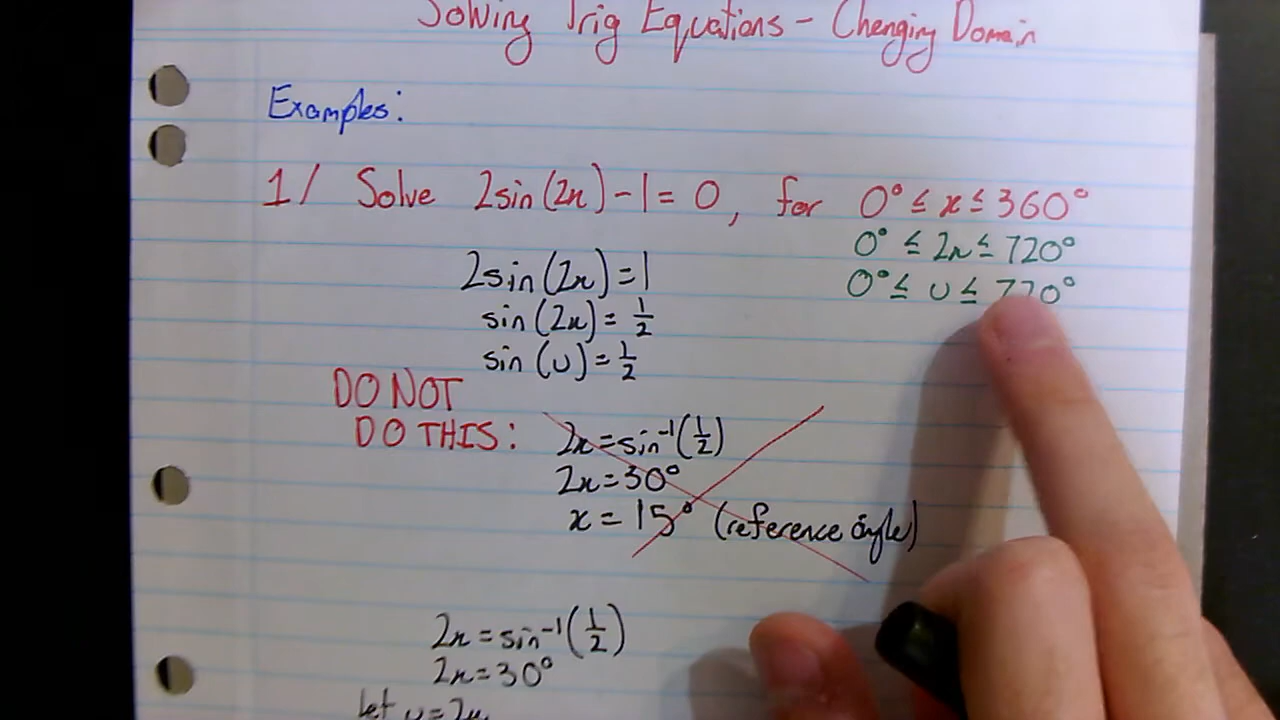 Solving Trig Equations - Changing Domain
Examples:
1/ Solve 2sin(2x)-1=0, for 0°≤x≤360°
0°≤2x≤720°
2sin(2x)=1
0°≤u≤720°
sin(2x)=1/2
sin(u)=1/2
DO NOT
DO THIS: 2x=sin⁻¹(1/2)
2x=30°
x=15° (reference angle)
2x=sin⁻¹(1/2)
2x=30°
let u=2x